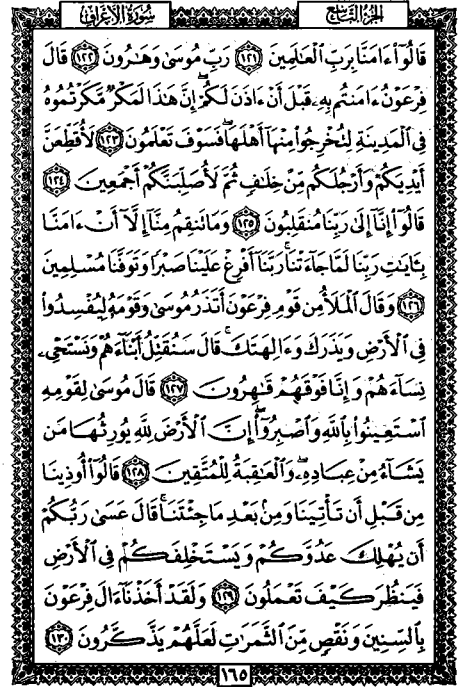 الجزء التاسع
سورة الأعراف
قَالُوٓا۟ ءَامَنَّا بِرَبِّ ٱلْعَـٰلَمِينَ ١٢١ رَبِّ مُوسَىٰ وَهَـٰرُونَ ١٢٢ قَالَ
فِرْعَوْنُ ءَامَنتُم بِهِۦ قَبْلَ أَنْ ءَاذَنَ لَكُمْ ۖ إِنَّ هَـٰذَا لَمَكْرٌ مَّكَرْتُمُوهُ
فِى ٱلْمَدِينَةِ لِتُخْرِجُوا۟ مِنْهَآ أَهْلَهَا ۖ فَسَوْفَ تَعْلَمُونَ ١٢٣ لَأُقَطِّعَنَّ
أَيْدِيَكُمْ وَأَرْجُلَكُم مِّنْ خِلَـٰفٍ ثُمَّ لَأُصَلِّبَنَّكُمْ أَجْمَعِينَ ١٢٤
قَالُوٓا۟ إِنَّآ إِلَىٰ رَبِّنَا مُنقَلِبُونَ ١٢٥ وَمَا تَنقِمُ مِنَّآ إِلَّآ أَنْ ءَامَنَّا
بِـَٔايَـٰتِ رَبِّنَا لَمَّا جَآءَتْنَا ۚ رَبَّنَآ أَفْرِغْ عَلَيْنَا صَبْرًا وَتَوَفَّنَا مُسْلِمِينَ
١٢٦ وَقَالَ ٱلْمَلَأُ مِن قَوْمِ فِرْعَوْنَ أَتَذَرُ مُوسَىٰ وَقَوْمَهُۥ لِيُفْسِدُوا۟
فِى ٱلْأَرْضِ وَيَذَرَكَ وَءَالِهَتَكَ ۚ قَالَ سَنُقَتِّلُ أَبْنَآءَهُمْ وَنَسْتَحْىِۦ
نِسَآءَهُمْ وَإِنَّا فَوْقَهُمْ قَـٰهِرُونَ ١٢٧ قَالَ مُوسَىٰ لِقَوْمِهِ
ٱسْتَعِينُوا۟ بِٱللَّهِ وَٱصْبِرُوٓا۟ ۖ إِنَّ ٱلْأَرْضَ لِلَّهِ يُورِثُهَا مَن
يَشَآءُ مِنْ عِبَادِهِۦ ۖ وَٱلْعَـٰقِبَةُ لِلْمُتَّقِينَ ١٢٨ قَالُوٓا۟ أُوذِينَا
مِن قَبْلِ أَن تَأْتِيَنَا وَمِنۢ بَعْدِ مَا جِئْتَنَا ۚ قَالَ عَسَىٰ رَبُّكُمْ
أَن يُهْلِكَ عَدُوَّكُمْ وَيَسْتَخْلِفَكُمْ فِى ٱلْأَرْضِ
فَيَنظُرَ كَيْفَ تَعْمَلُونَ ١٢٩ وَلَقَدْ أَخَذْنَآ ءَالَ فِرْعَوْنَ
بِٱلسِّنِينَ وَنَقْصٍ مِّنَ ٱلثَّمَرَٰتِ لَعَلَّهُمْ يَذَّكَّرُونَ ١٣٠
١٦٥